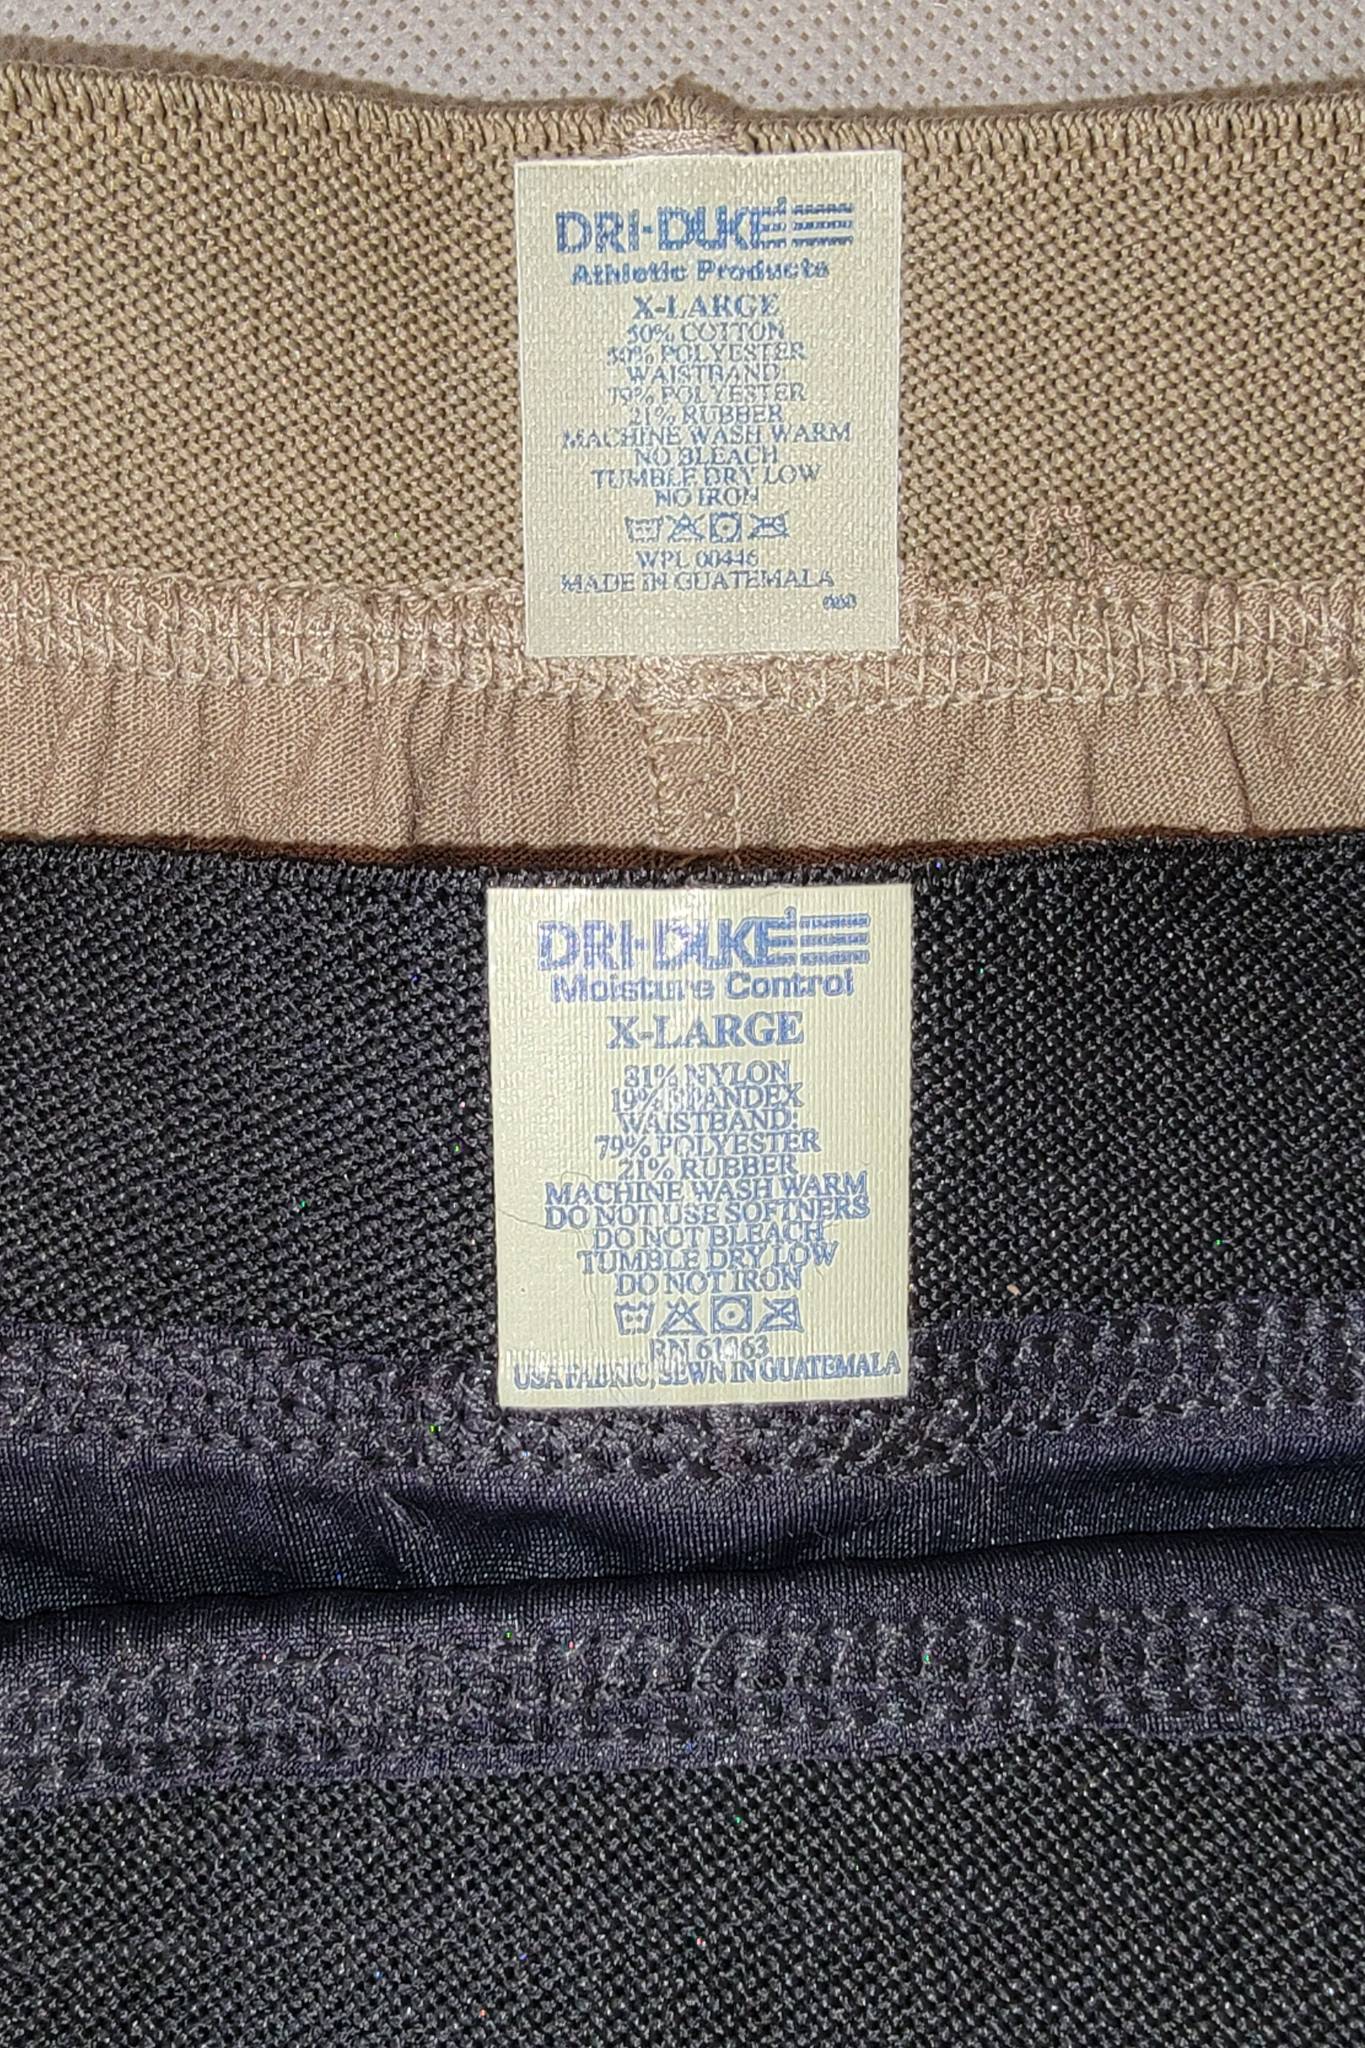 DRI-DUKE
Athletic Products
X-LARGE
50% COTTON
50% POLYESTER
WAISTBAND:
79% POLYESTER
21% RUBBER
MACHINE WASH WARM
NO BLEACH
TUMBLE DRY LOW
NO IRON
WPL 00446
MADE IN GUATEMALA
DRI-DUKE
Moisture Control
X-LARGE
81% NYLON
19% SPANDEX
WAISTBAND:
79% POLYESTER
21% RUBBER
MACHINE WASH WARM
DO NOT USE SOFTNERS
DO NOT BLEACH
TUMBLE DRY LOW
DO NOT IRON
RN
USA FABRIC, SEWN IN GUATEMALA